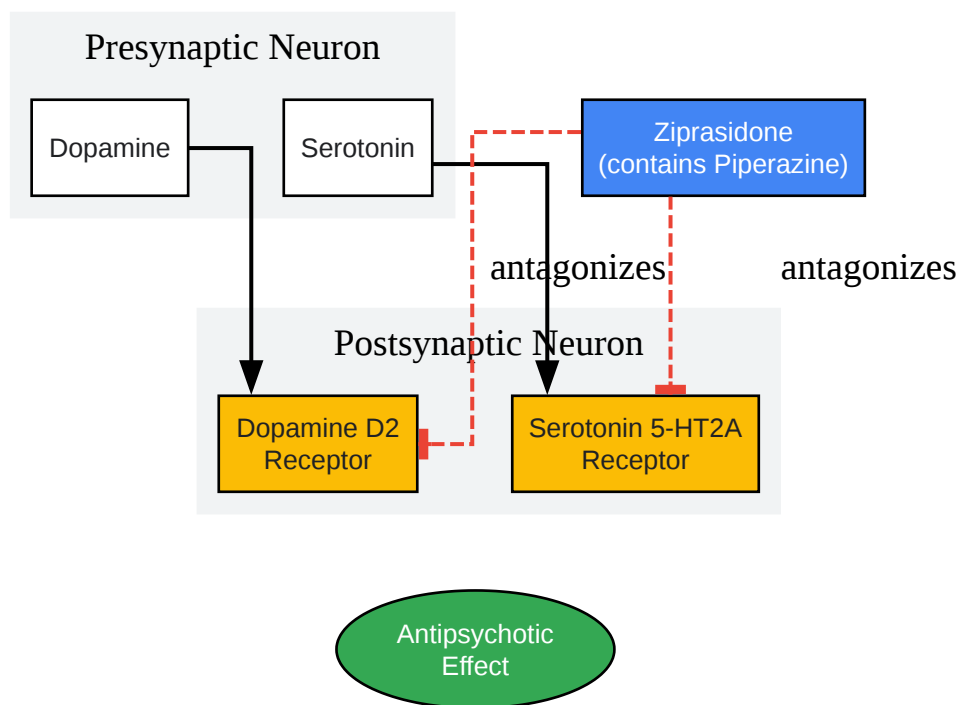 Presynaptic Neuron
Dopamine
Serotonin
Ziprasidone
(contains Piperazine)
antagonizes
antagonizes
Postsynaptic Neuron
Dopamine D2
Receptor
Serotonin 5-HT2A
Receptor
Antipsychotic
Effect